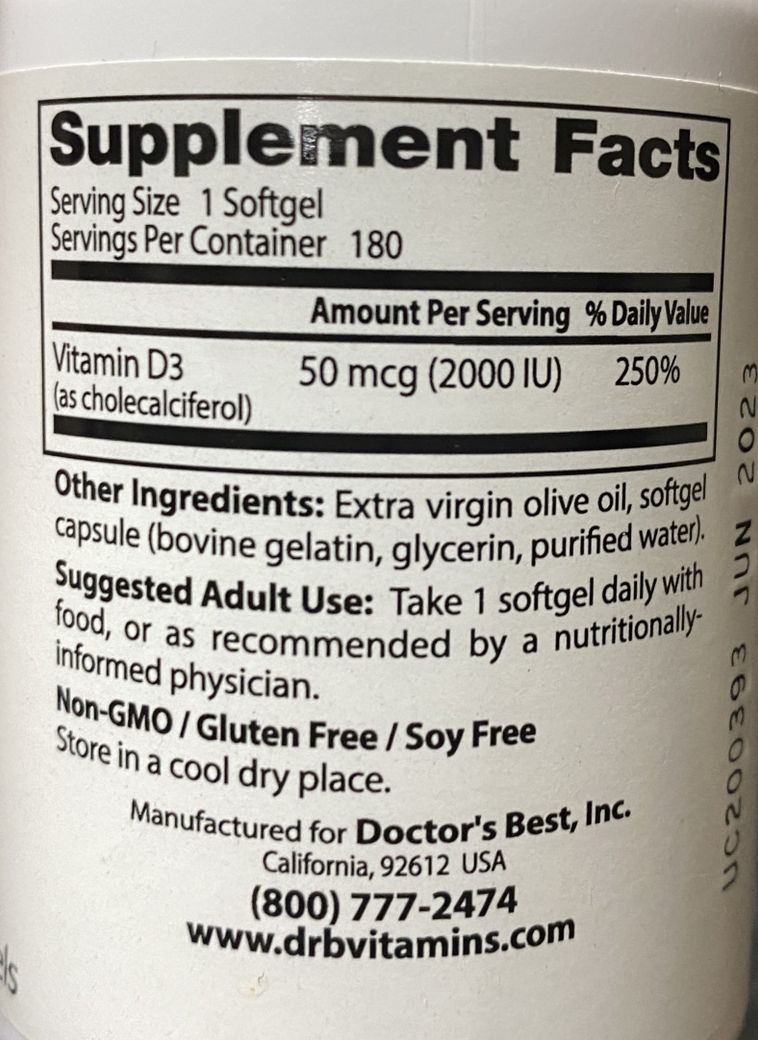 Supplement Facts
Serving Size 1 Softgel
Servings Per Container 180
Amount Per Serving % Daily Value
Vitamin D3 50 mcg (2000 IU) 250%
(as cholecalciferol)
Other Ingredients: Extra virgin olive oil, softgel
capsule (bovine gelatin, glycerin, purified water).
Suggested Adult Use: Take 1 softgel daily with
food, or as recommended by a nutritionally-
informed physician.
Non-GMO / Gluten Free / Soy Free
Store in a cool dry place.
Manufactured for Doctor's Best, Inc.
California, 92612 USA
(800) 777-2474
www.drbvitamins.com
UC200393 JUN 2023